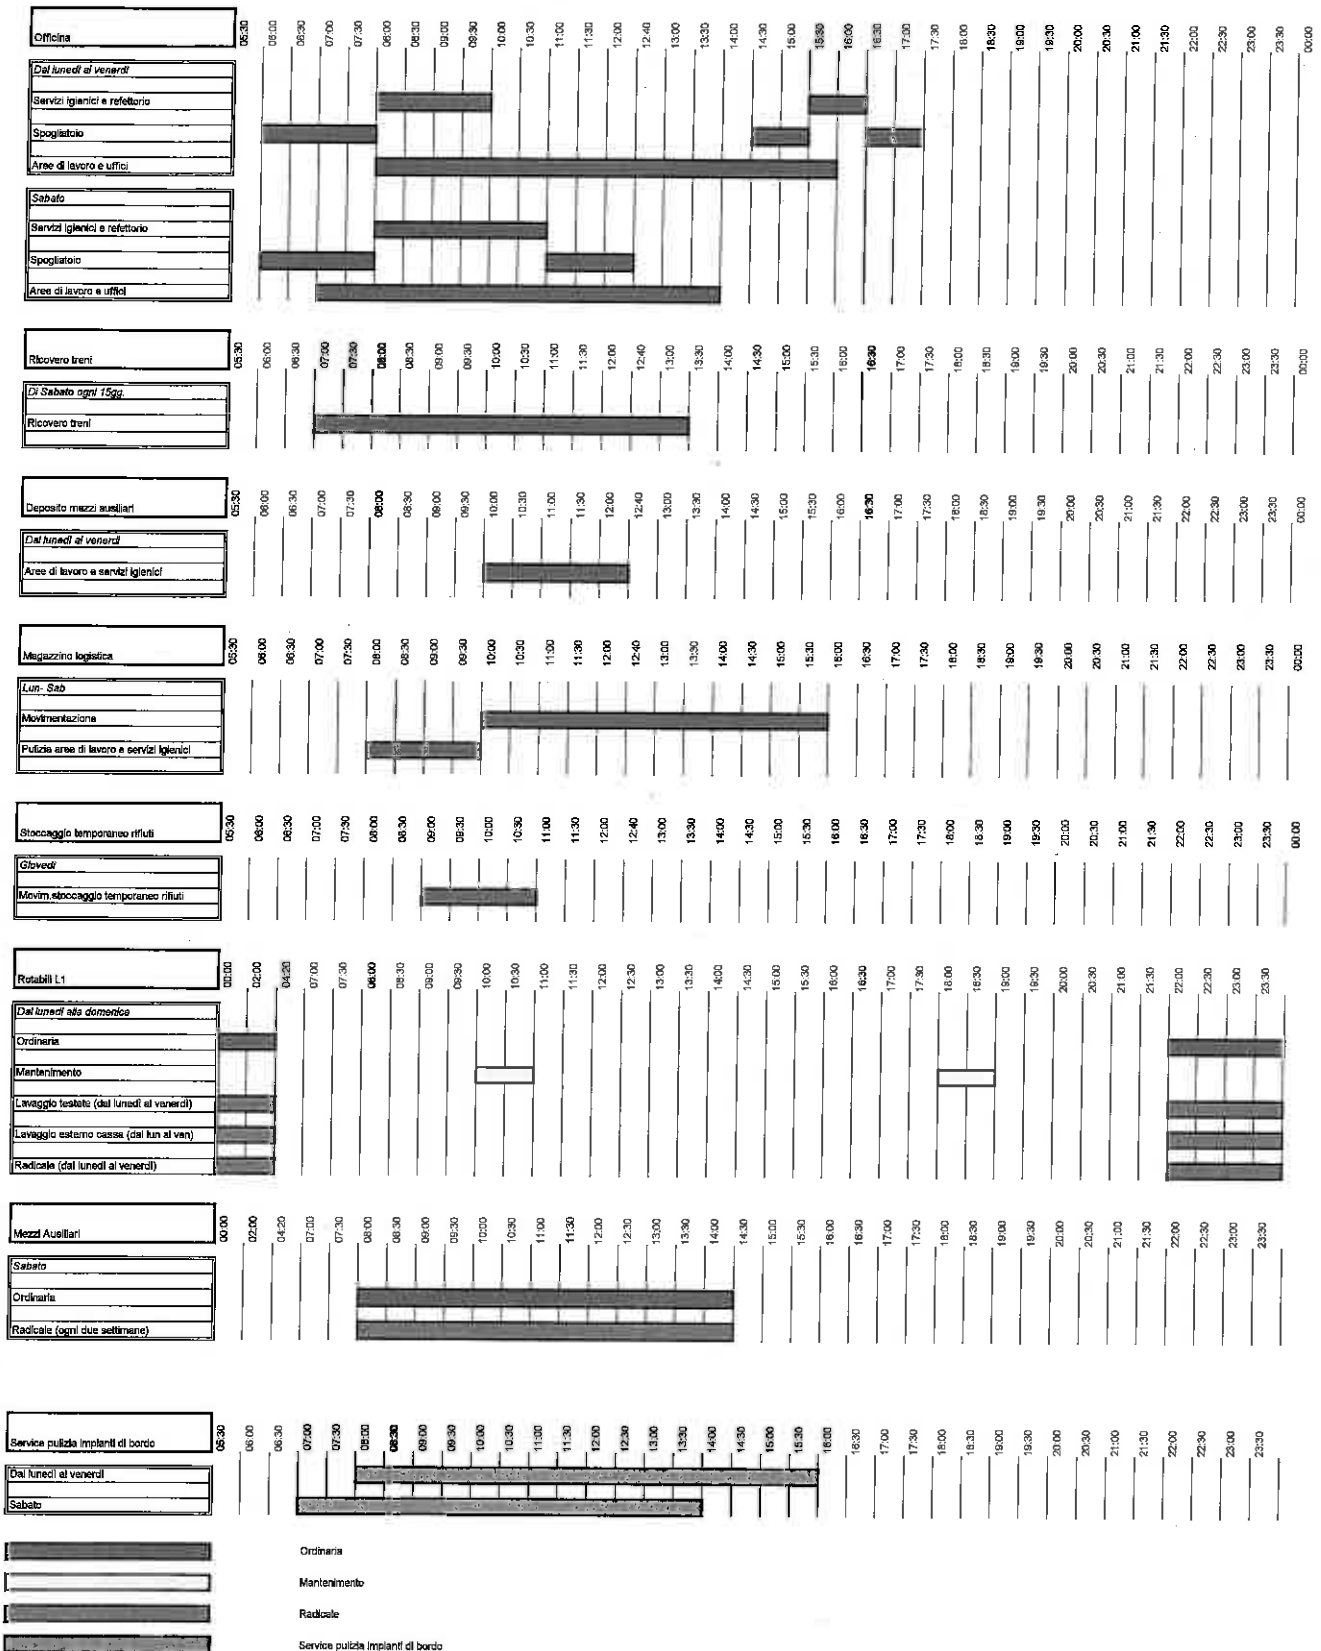 Officina
05:30 06:00 06:30 07:00 07:30 08:00 08:30 09:00 09:30 10:00 10:30 11:00 11:30 12:00 12:40 13:00 13:30 14:00 14:30 15:00 15:30 16:00 16:30 17:00 17:30 18:00 18:30 19:00 19:30 20:00 20:30 21:00 21:30 22:00 22:30 23:00 23:30 00:00
Dal lunedì al venerdì
Servizi igienici e refettorio
Spogliatoio
Aree di lavoro e uffici
Sabato
Servizi igienici e refettorio
Spogliatoio
Aree di lavoro e uffici
Ricovero treni
05:30 06:00 06:30 07:00 07:30 08:00 08:30 09:00 09:30 10:00 10:30 11:00 11:30 12:00 12:40 13:00 13:30 14:00 14:30 15:00 15:30 16:00 16:30 17:00 17:30 18:00 18:30 19:00 19:30 20:00 20:30 21:00 21:30 22:00 22:30 23:00 23:30 00:00
Di Sabato ogni 15gg.
Ricovero treni
Deposito mezzi ausiliari
05:30 06:00 06:30 07:00 07:30 08:00 08:30 09:00 09:30 10:00 10:30 11:00 11:30 12:00 12:40 13:00 13:30 14:00 14:30 15:00 15:30 16:00 16:30 17:00 17:30 18:00 18:30 19:00 19:30 20:00 20:30 21:00 21:30 22:00 22:30 23:00 23:30 00:00
Dal lunedì al venerdì
Aree di lavoro e servizi igienici
Magazzino logistica
05:30 06:00 06:30 07:00 07:30 08:00 08:30 09:00 09:30 10:00 10:30 11:00 11:30 12:00 12:40 13:00 13:30 14:00 14:30 15:00 15:30 16:00 16:30 17:00 17:30 18:00 18:30 19:00 19:30 20:00 20:30 21:00 21:30 22:00 22:30 23:00 23:30 00:00
Lun- Sab
Movimentazione
Pulizia aree di lavoro e servizi igienici
Stoccaggio temporaneo rifiuti
05:30 06:00 06:30 07:00 07:30 08:00 08:30 09:00 09:30 10:00 10:30 11:00 11:30 12:00 12:40 13:00 13:30 14:00 14:30 15:00 15:30 16:00 16:30 17:00 17:30 18:00 18:30 19:00 19:30 20:00 20:30 21:00 21:30 22:00 22:30 23:00 23:30 00:00
Giovedì
Movim.stoccaggio temporaneo rifiuti
Rotabili L1
00:00 02:00 04:20 07:00 07:30 08:00 08:30 09:00 09:30 10:00 10:30 11:00 11:30 12:00 12:30 13:00 13:30 14:00 14:30 15:00 15:30 16:00 16:30 17:00 17:30 18:00 18:30 19:00 19:30 20:00 20:30 21:00 21:30 22:00 22:30 23:00 23:30
Dal lunedì alla domenica
Ordinaria
Mantenimento
Lavaggio testate (dal lunedì al venerdì)
Lavaggio esterno cassa (dal lun al ven)
Radicale (dal lunedì al venerdì)
Mezzi Ausiliari
00:00 02:00 04:20 07:00 07:30 08:00 08:30 09:00 09:30 10:00 10:30 11:00 11:30 12:00 12:30 13:00 13:30 14:00 14:30 15:00 15:30 16:00 16:30 17:00 17:30 18:00 18:30 19:00 19:30 20:00 20:30 21:00 21:30 22:00 22:30 23:00 23:30
Sabato
Ordinaria
Radicale (ogni due settimane)
Service pulizia impianti di bordo
05:30 06:00 06:30 07:00 07:30 08:00 08:30 09:00 09:30 10:00 10:30 11:00 11:30 12:00 12:30 13:00 13:30 14:00 14:30 15:00 15:30 16:00 16:30 17:00 17:30 18:00 18:30 19:00 19:30 20:00 20:30 21:00 21:30 22:00 22:30 23:00 23:30
Dal lunedì al venerdì
Sabato
Ordinaria
Mantenimento
Radicale
Service pulizia impianti di bordo